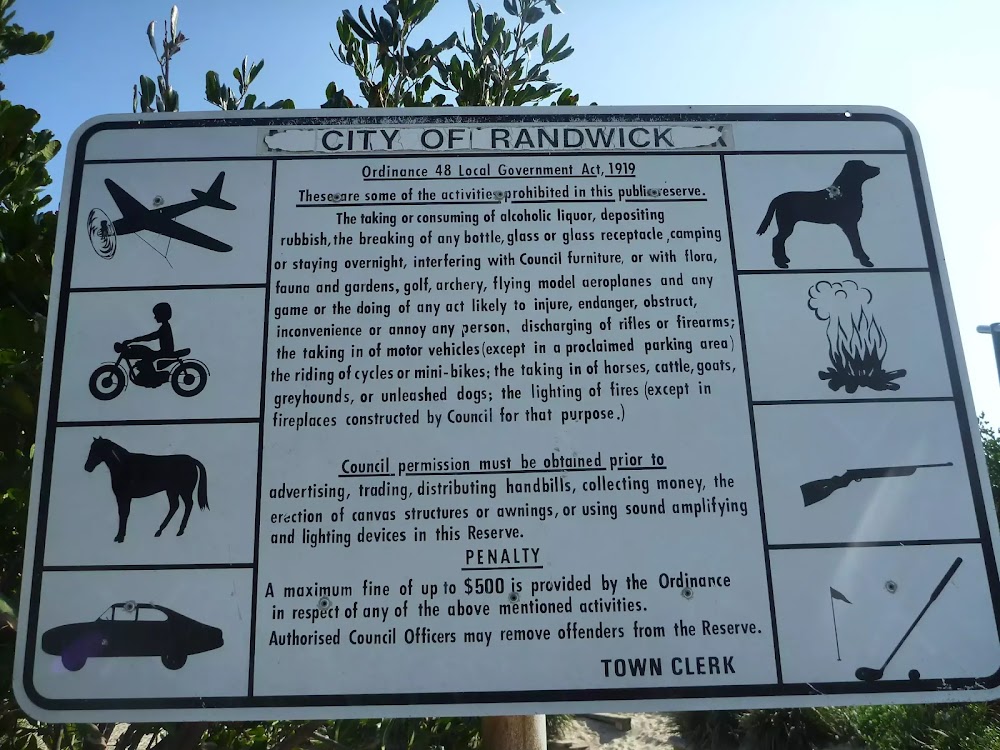 CITY OF RANDWICK
Ordinance 48 Local Government Act, 1919
These are some of the activities prohibited in this public reserve.
The taking or consuming of alcoholic liquor, depositing
rubbish, the breaking of any bottle, glass or glass receptacle, camping
or staying overnight, interfering with Council furniture, or with flora,
fauna and gardens, golf, archery, flying model aeroplanes and any
game or the doing of any act likely to injure, endanger, obstruct,
inconvenience or annoy any person, discharging of rifles or firearms;
the taking in of motor vehicles (except in a proclaimed parking area)
the riding of cycles or mini-bikes; the taking in of horses, cattle, goats,
greyhounds, or unleashed dogs; the lighting of fires (except in
fireplaces constructed by Council for that purpose.)
Council permission must be obtained prior to
advertising, trading, distributing handbills, collecting money, the
erection of canvas structures or awnings, or using sound amplifying
and lighting devices in this Reserve.
PENALTY
A maximum fine of up to $500 is provided by the Ordinance
in respect of any of the above mentioned activities.
Authorised Council Officers may remove offenders from the Reserve.
TOWN CLERK